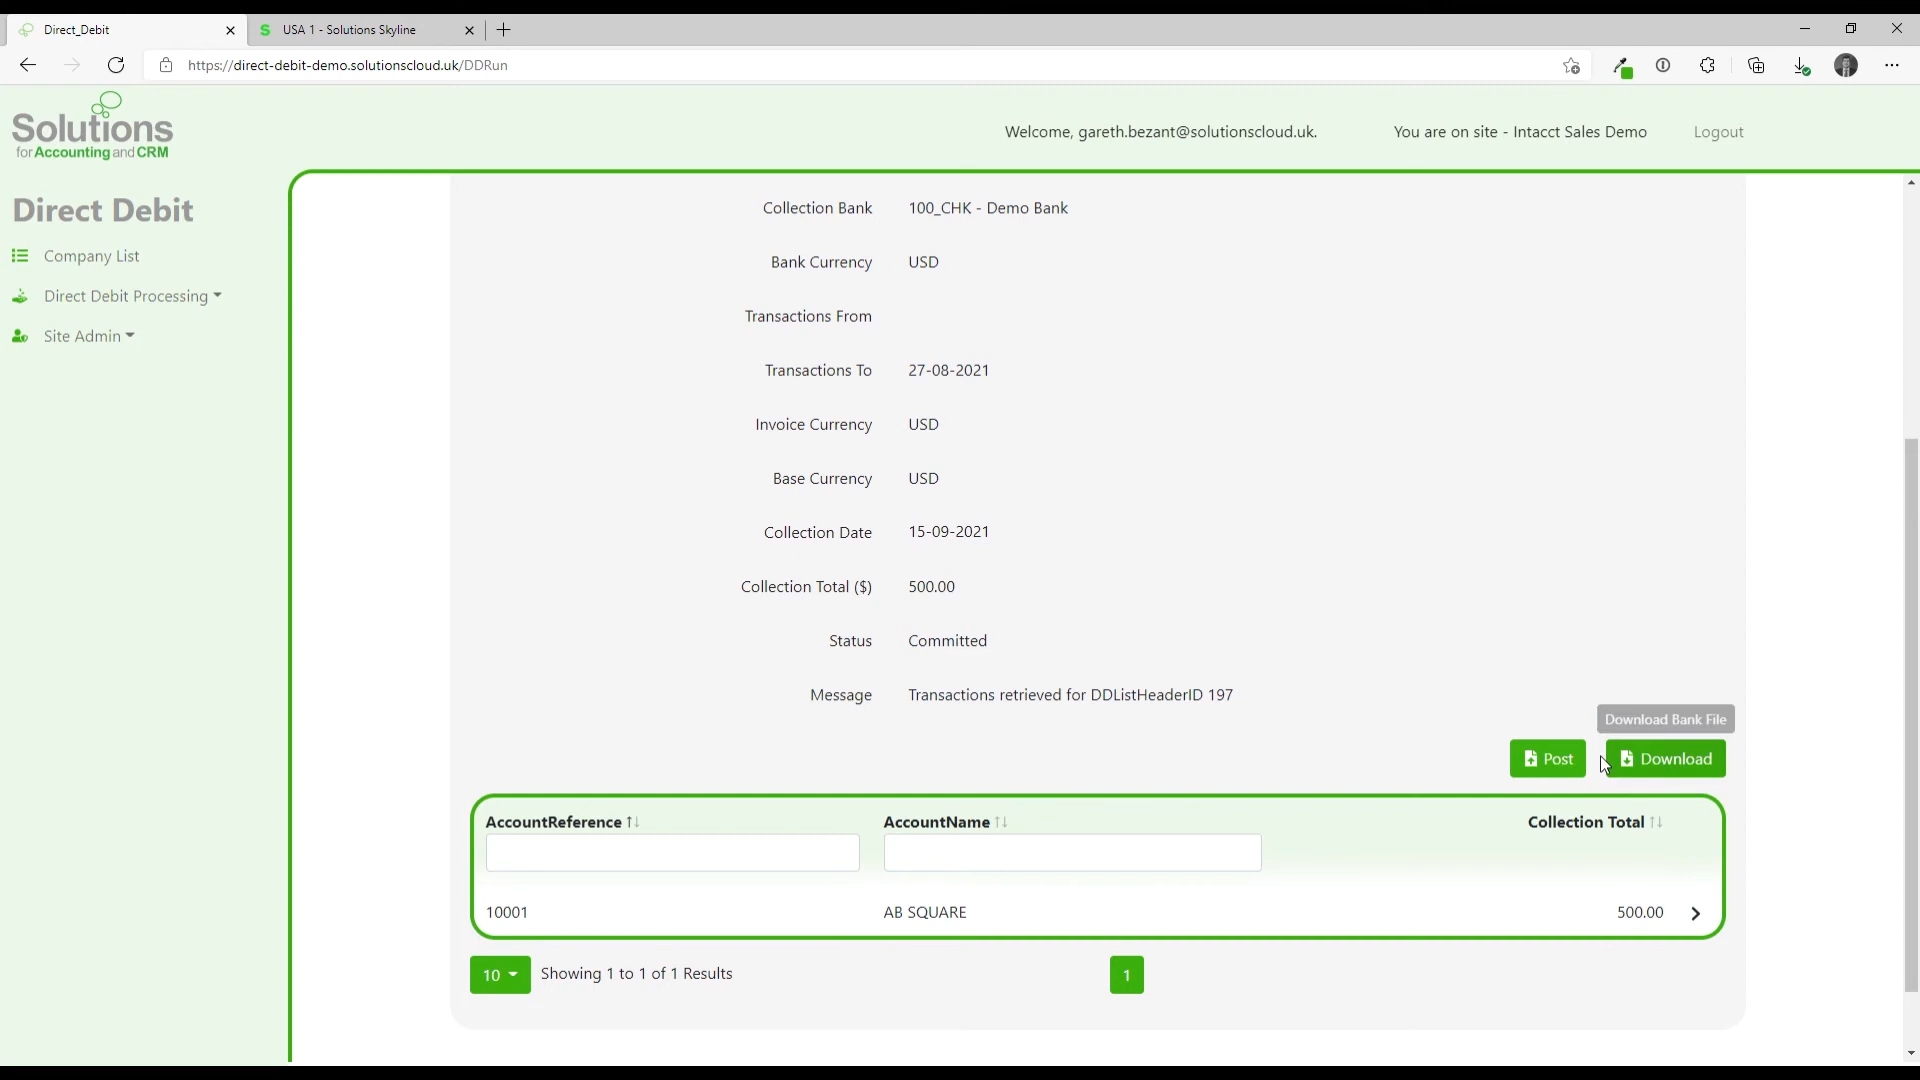 Direct_Debit
USA 1 - Solutions Skyline
https://direct-debit-demo.solutionscloud.uk/DDRun
Solutions
for Accounting and CRM
Welcome, gareth.bezant@solutionscloud.uk.
You are on site - Intacct Sales Demo
Logout
Direct Debit
Company List
Direct Debit Processing
Site Admin
Collection Bank 100_CHK - Demo Bank
Bank Currency USD
Transactions From
Transactions To 27-08-2021
Invoice Currency USD
Base Currency USD
Collection Date 15-09-2021
Collection Total ($) 500.00
Status Committed
Message Transactions retrieved for DDListHeaderID 197
Download Bank File
Post Download
AccountReference AccountName Collection Total
10001 AB SQUARE 500.00
10 Showing 1 to 1 of 1 Results 1